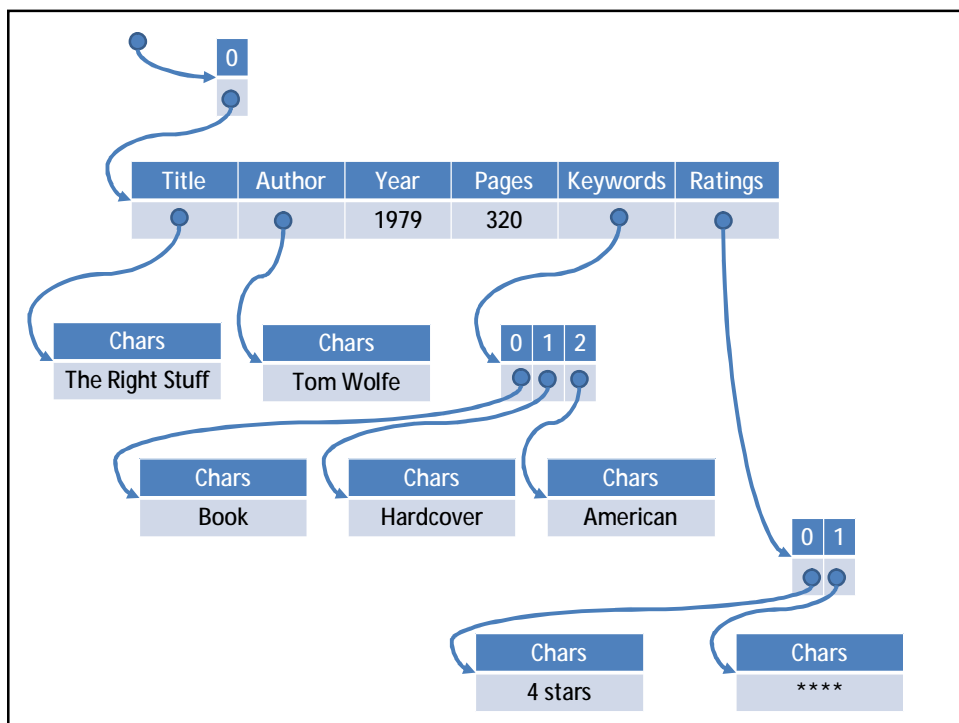 0
Title Author Year Pages Keywords Ratings
1979 320
Chars
The Right Stuff
Chars
Tom Wolfe
0 1 2
Chars
Book
Chars
Hardcover
Chars
American
0 1
Chars
4 stars
Chars
****